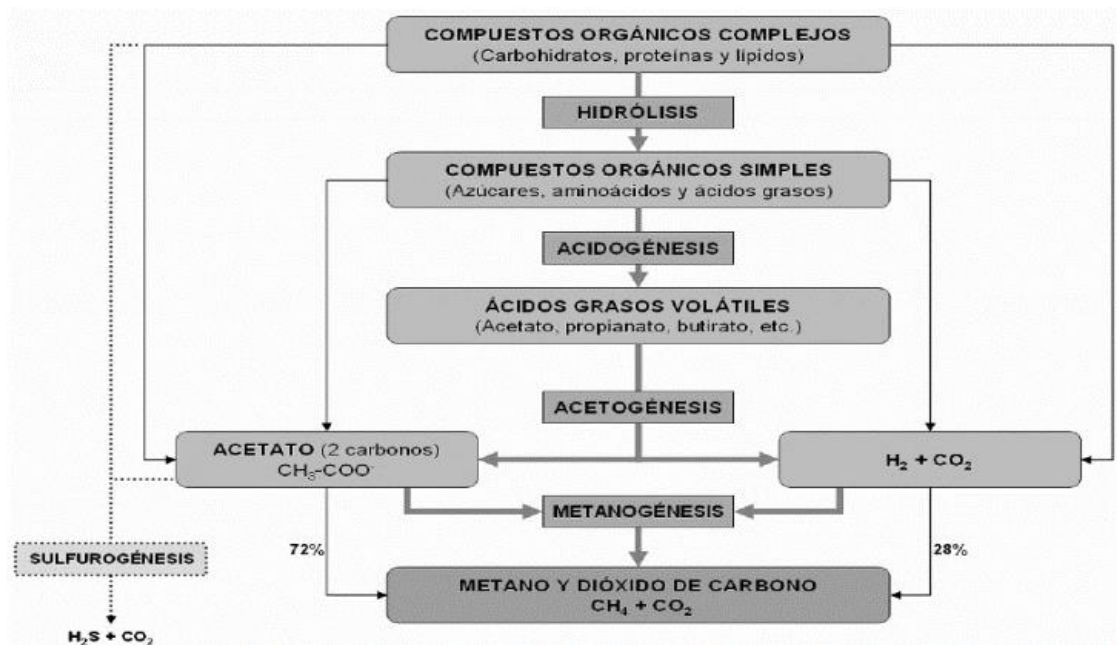 COMPUESTOS ORGÁNICOS COMPLEJOS
(Carbohidratos, proteínas y lípidos)
HIDRÓLISIS
COMPUESTOS ORGÁNICOS SIMPLES
(Azúcares, aminoácidos y ácidos grasos)
ACIDOGÉNESIS
ÁCIDOS GRASOS VOLÁTILES
(Acetato, propianato, butirato, etc.)
ACETOGÉNESIS
ACETATO (2 carbonos)
CH₃-COO⁻
H₂ + CO₂
METANOGÉNESIS
SULFUROGÉNESIS
72%
28%
METANO Y DIÓXIDO DE CARBONO
CH₄ + CO₂
H₂S + CO₂